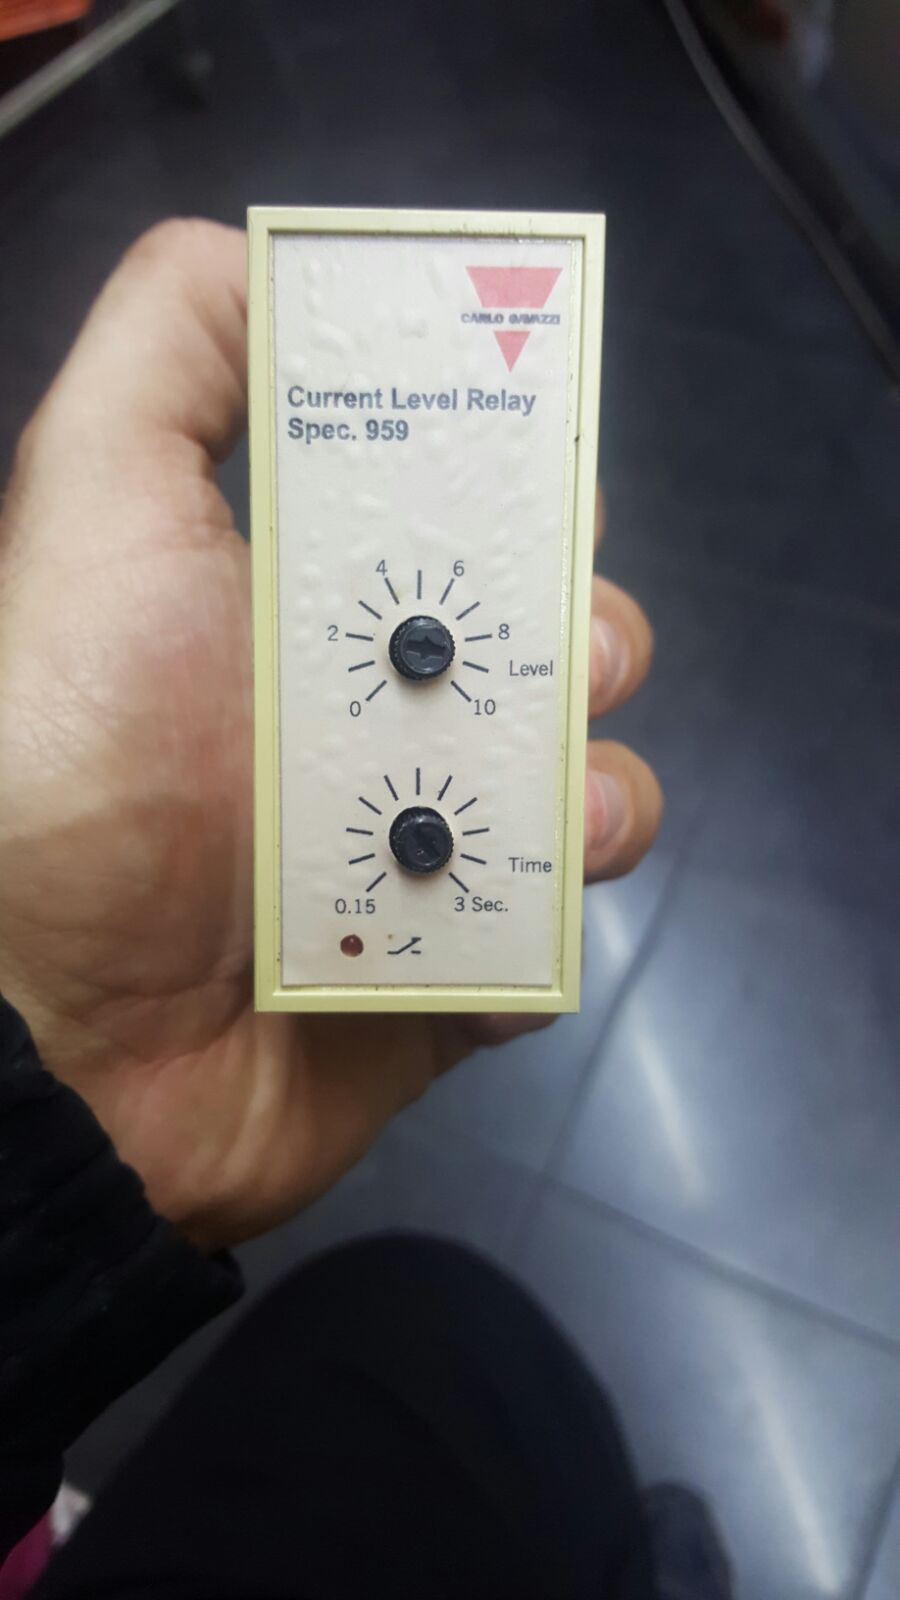 CARLO GAVAZZI
Current Level Relay
Spec. 959
4 6
2 8
Level
0 10
Time
0.15 3 Sec.